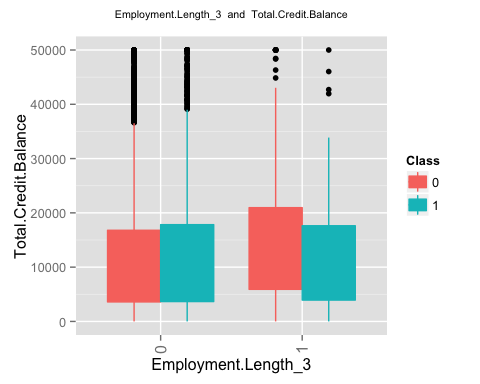 Employment.Length_3 and Total.Credit.Balance
Total.Credit.Balance
50000
40000
30000
20000
10000
0
0
1
Employment.Length_3
Class
0
1